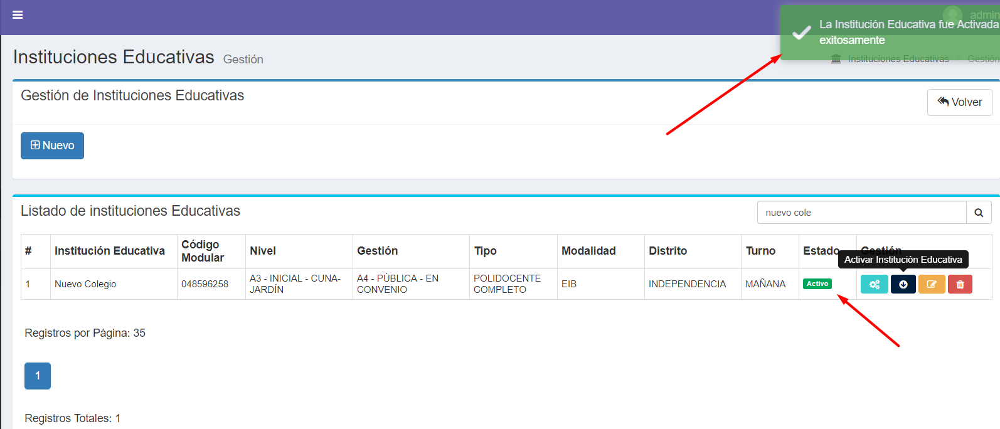 admin
La Institución Educativa fue Activada
exitosamente
Instituciones Educativas Gestión
Instituciones Educativas > Gestión
Gestión de Instituciones Educativas
Volver
Nuevo
Listado de instituciones Educativas
nuevo cole
# Institución Educativa Código Modular Nivel Gestión Tipo Modalidad Distrito Turno Estado Gestión
Activar Institución Educativa
1 Nuevo Colegio 048596258 A3 - INICIAL - CUNA-JARDÍN A4 - PÚBLICA - EN CONVENIO POLIDOCENTE COMPLETO EIB INDEPENDENCIA MAÑANA Activo
Registros por Página: 35
1
Registros Totales: 1